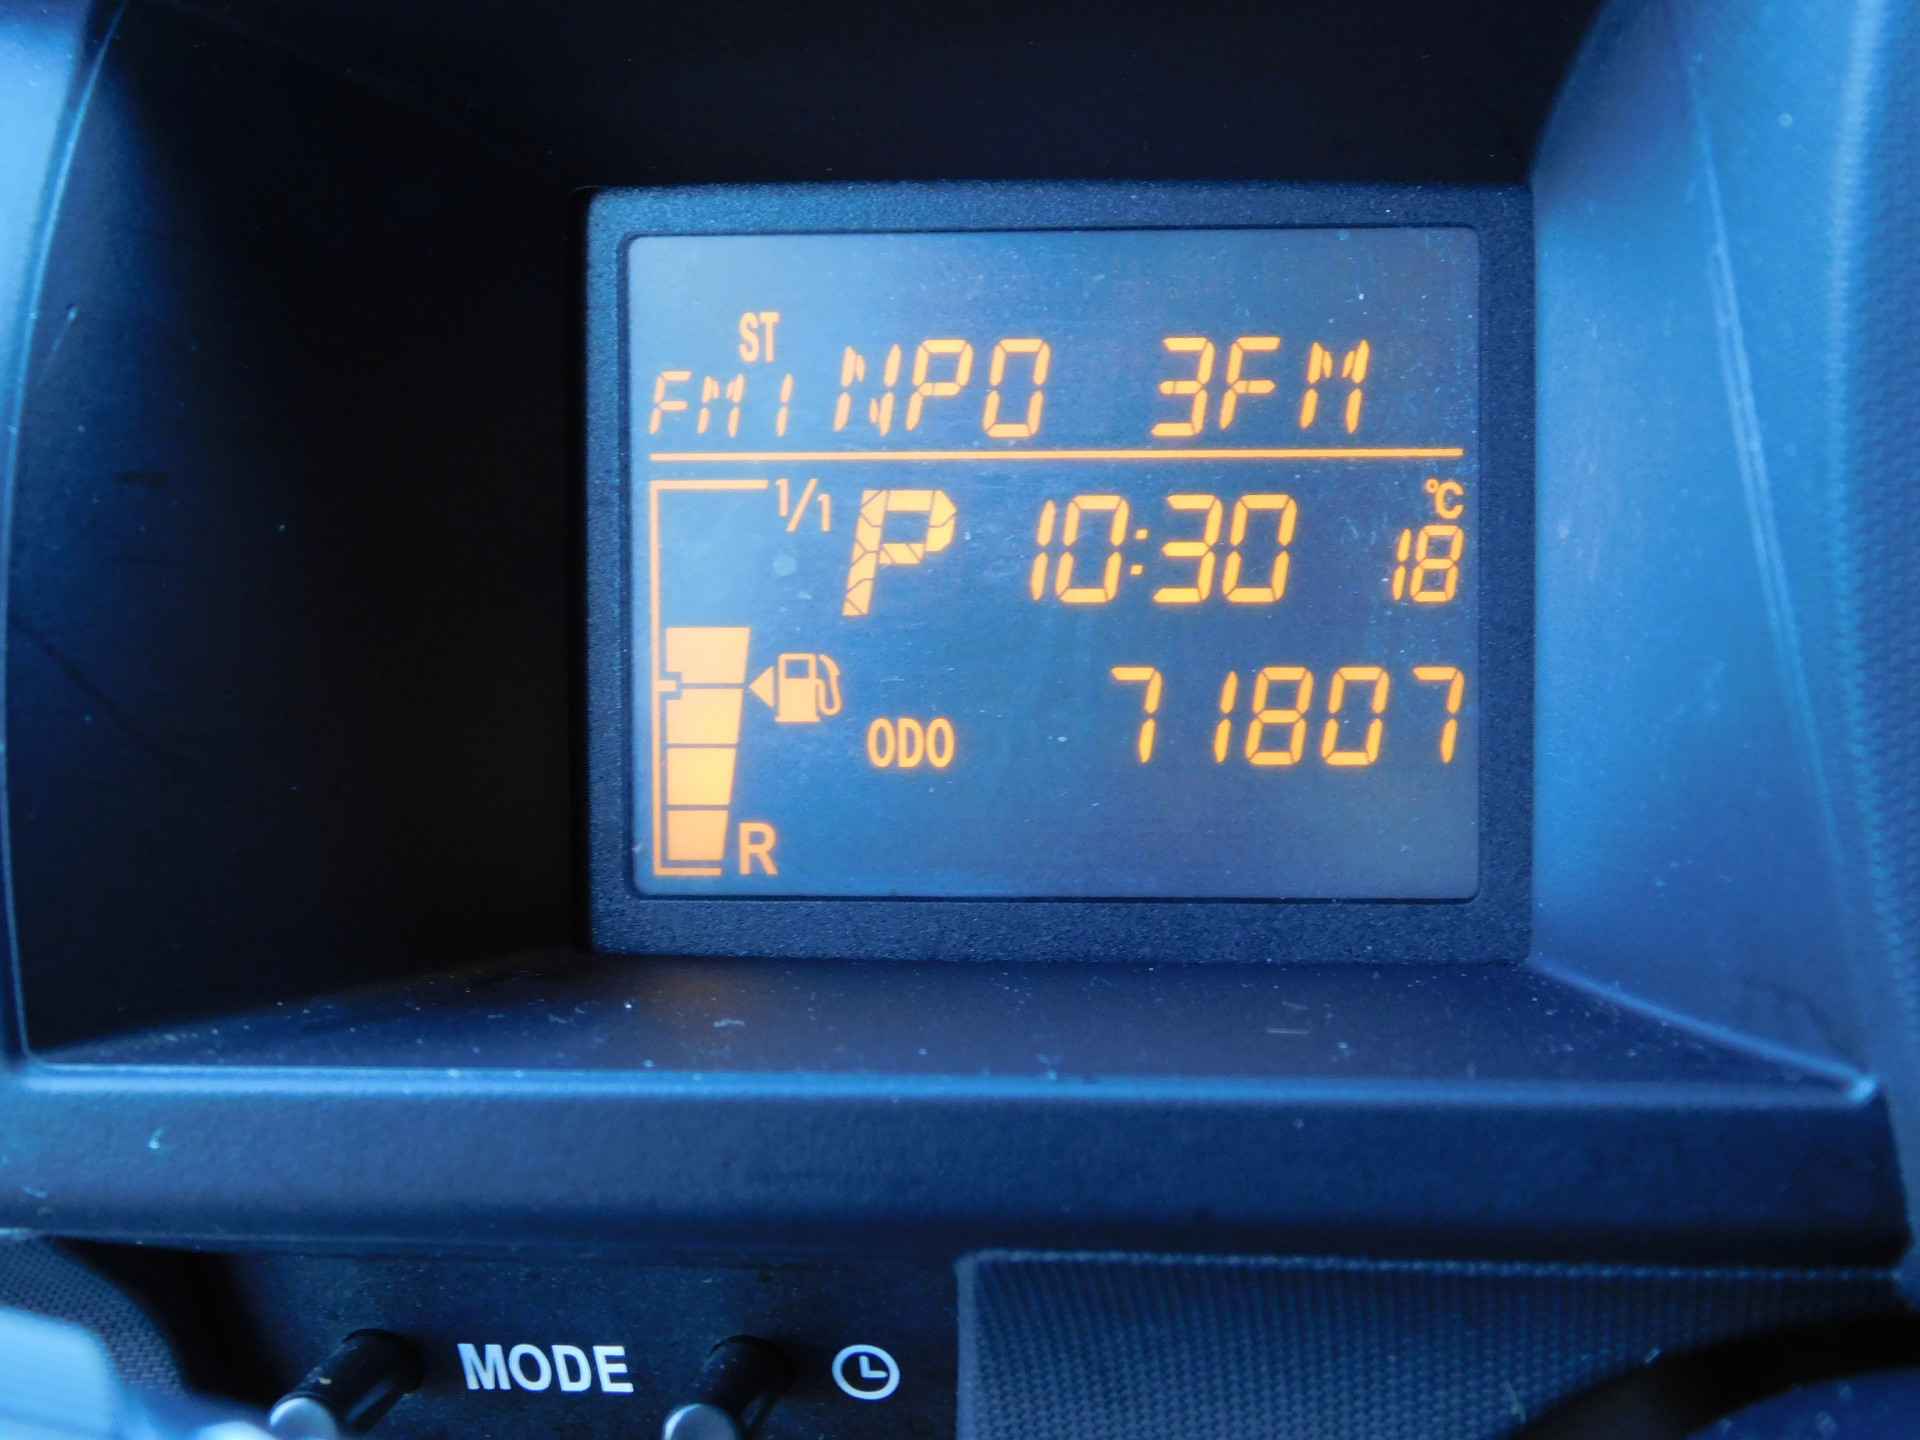 ST
FM1 NPO 3FM
1/1 P 10:30 18 °C
ODO 71807
R
MODE